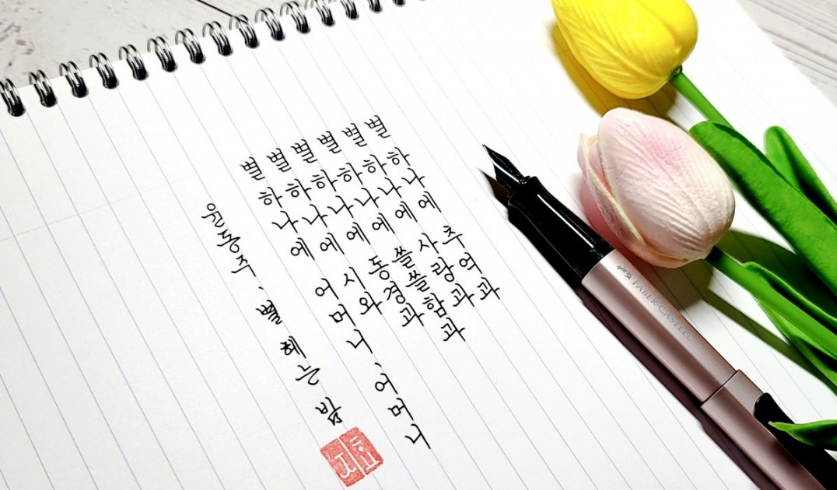 별 하나에 추억과
별 하나에 사랑과
별 하나에 쓸쓸함과
별 하나에 동경과
별 하나에 시와
별 하나에 어머니, 어머니
윤동주, 별 헤는 밤
FABER-CASTELL